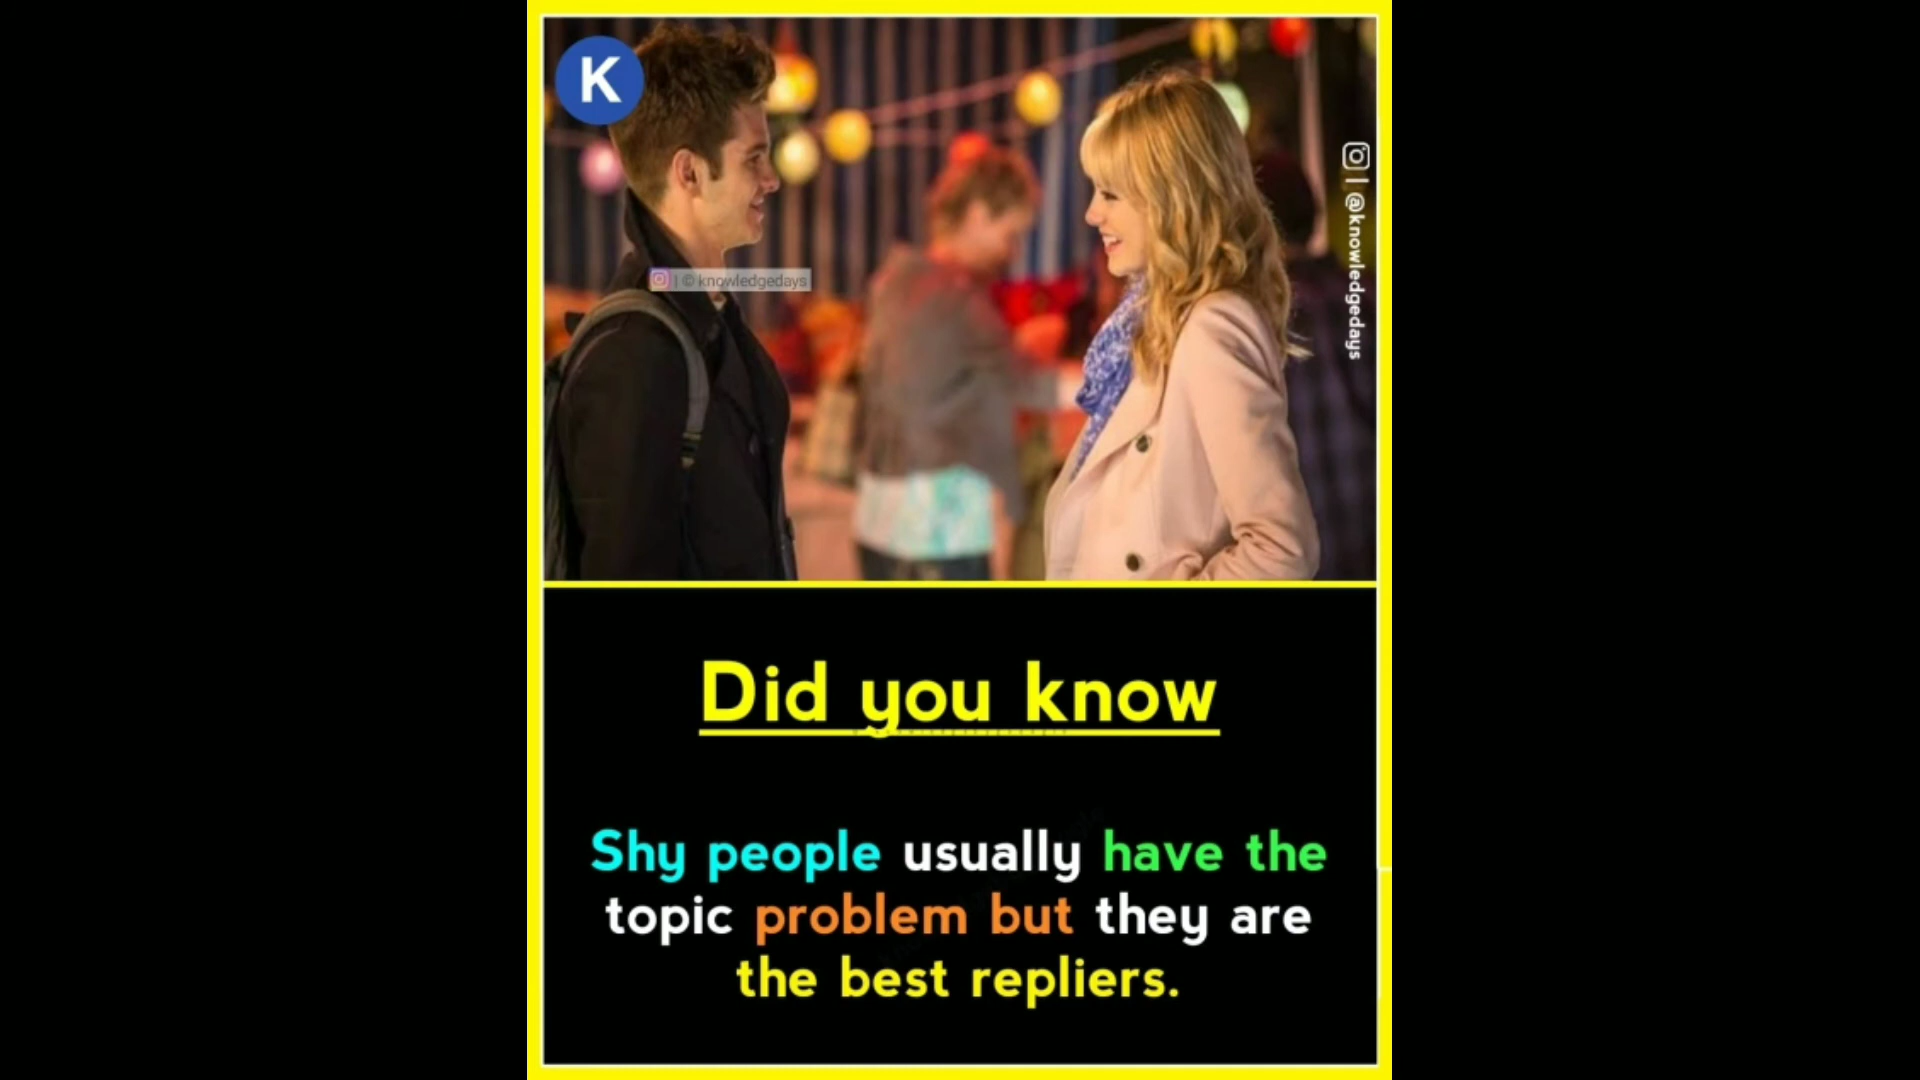 K
| @knowledgedays
| © knowledgedays
Did you know
Shy people usually have the
topic problem but they are
the best repliers.